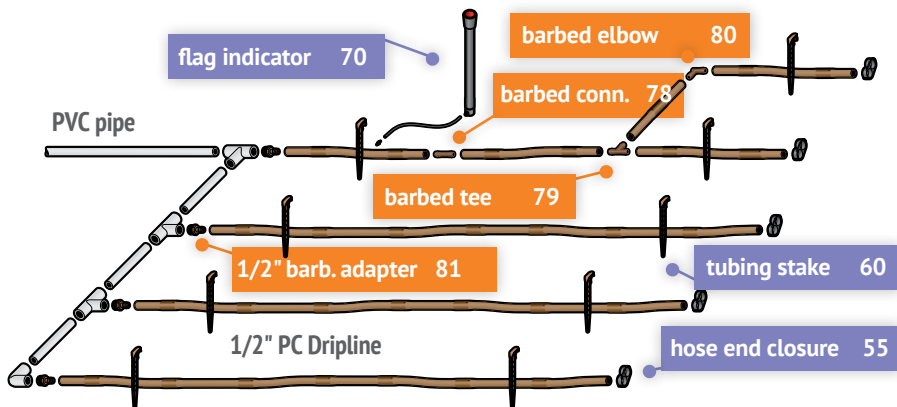 barbed elbow 80
flag indicator 70
barbed conn. 78
PVC pipe
barbed tee 79
1/2" barb. adapter 81
tubing stake 60
1/2" PC Dripline
hose end closure 55